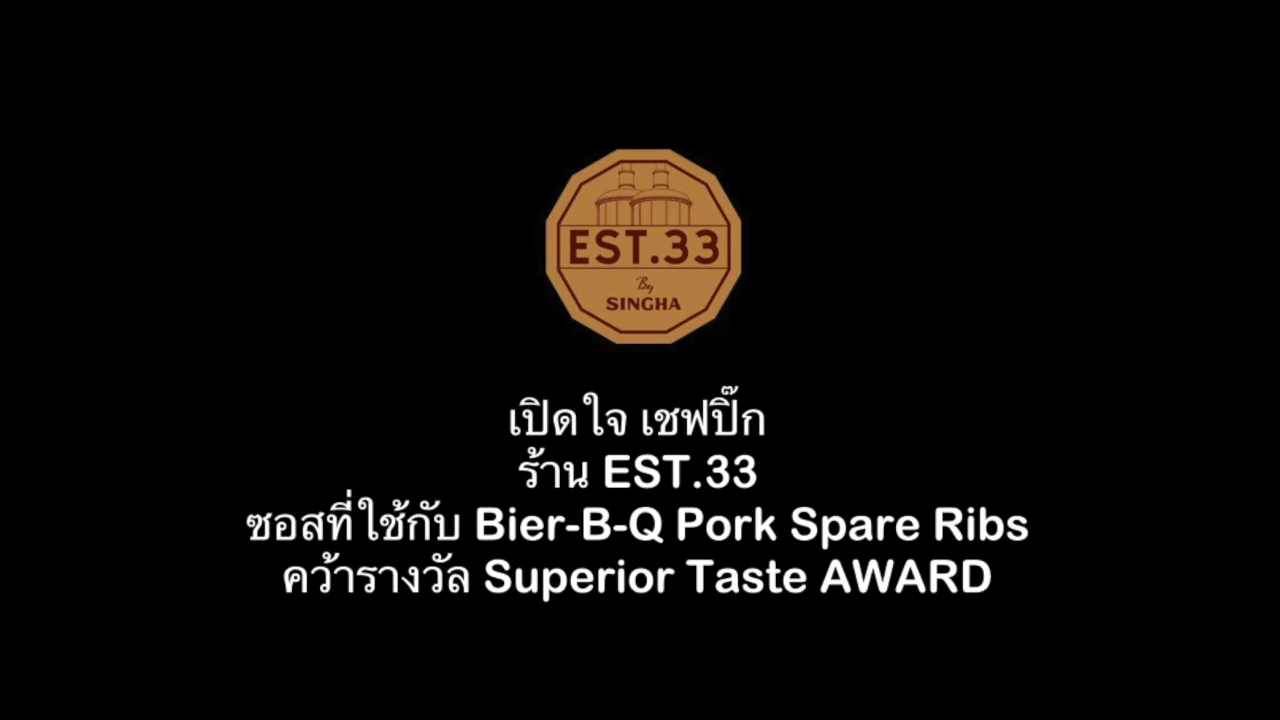 EST.33
By
SINGHA
เปิดใจ เชฟปิ๊ก
ร้าน EST.33
ซอสที่ใช้กับ Bier-B-Q Pork Spare Ribs
คว้ารางวัล Superior Taste AWARD